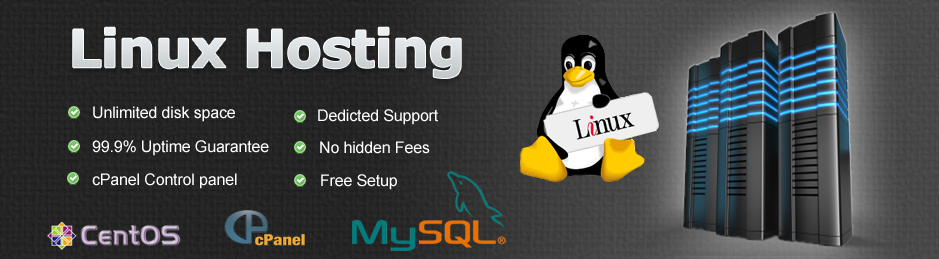 Linux Hosting
Unlimited disk space
99.9% Uptime Guarantee
cPanel Control panel
Dedicted Support
No hidden Fees
Free Setup
Linux
CentOS
cPanel
MySQL®